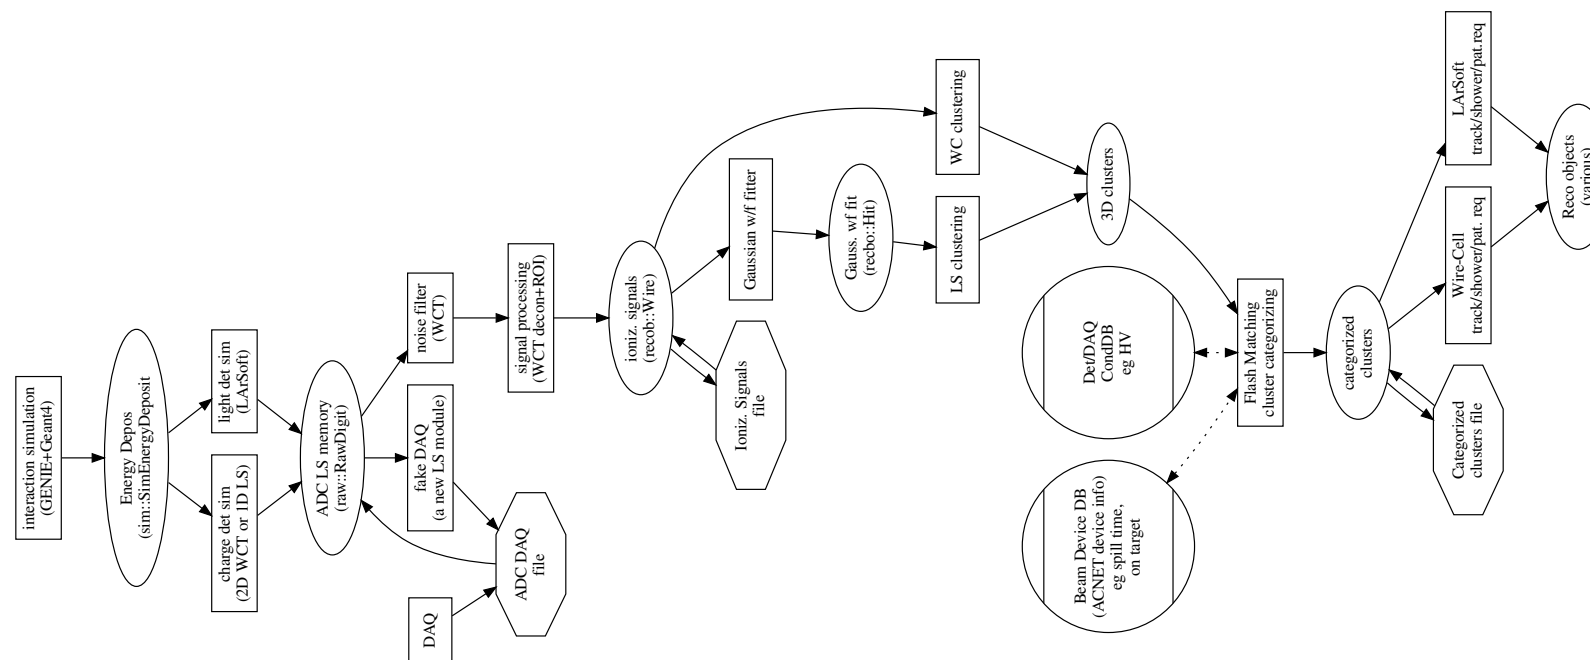 interaction simulation
(GENIE+Geant4)
Energy Depos
(sim::SimEnergyDeposit
light det sim
(LArSoft)
charge det sim
(2D WCT or 1D LS)
ADC LS memory
(raw::RawDigit)
noise filter
(WCT)
fake DAQ
(a new LS module)
DAQ
ADC DAQ
file
signal processing
(WCT decon+ROI)
ioniz. signals
(recob::Wire)
Gaussian w/f fitter
Ioniz. Signals
file
Gauss. wf fit
(recbo::Hit)
WC clustering
LS clustering
3D clusters
Det/DAQ
CondDB
eg HV
Beam Device DB
(ACNET device info)
eg spill time,
on target
Flash Matching
cluster categorizing
categorized
clusters
Categorized
clusters file
LArSoft
track/shower/pat.req
Wire-Cell
track/shower/pat. req
Reco objects
(various)